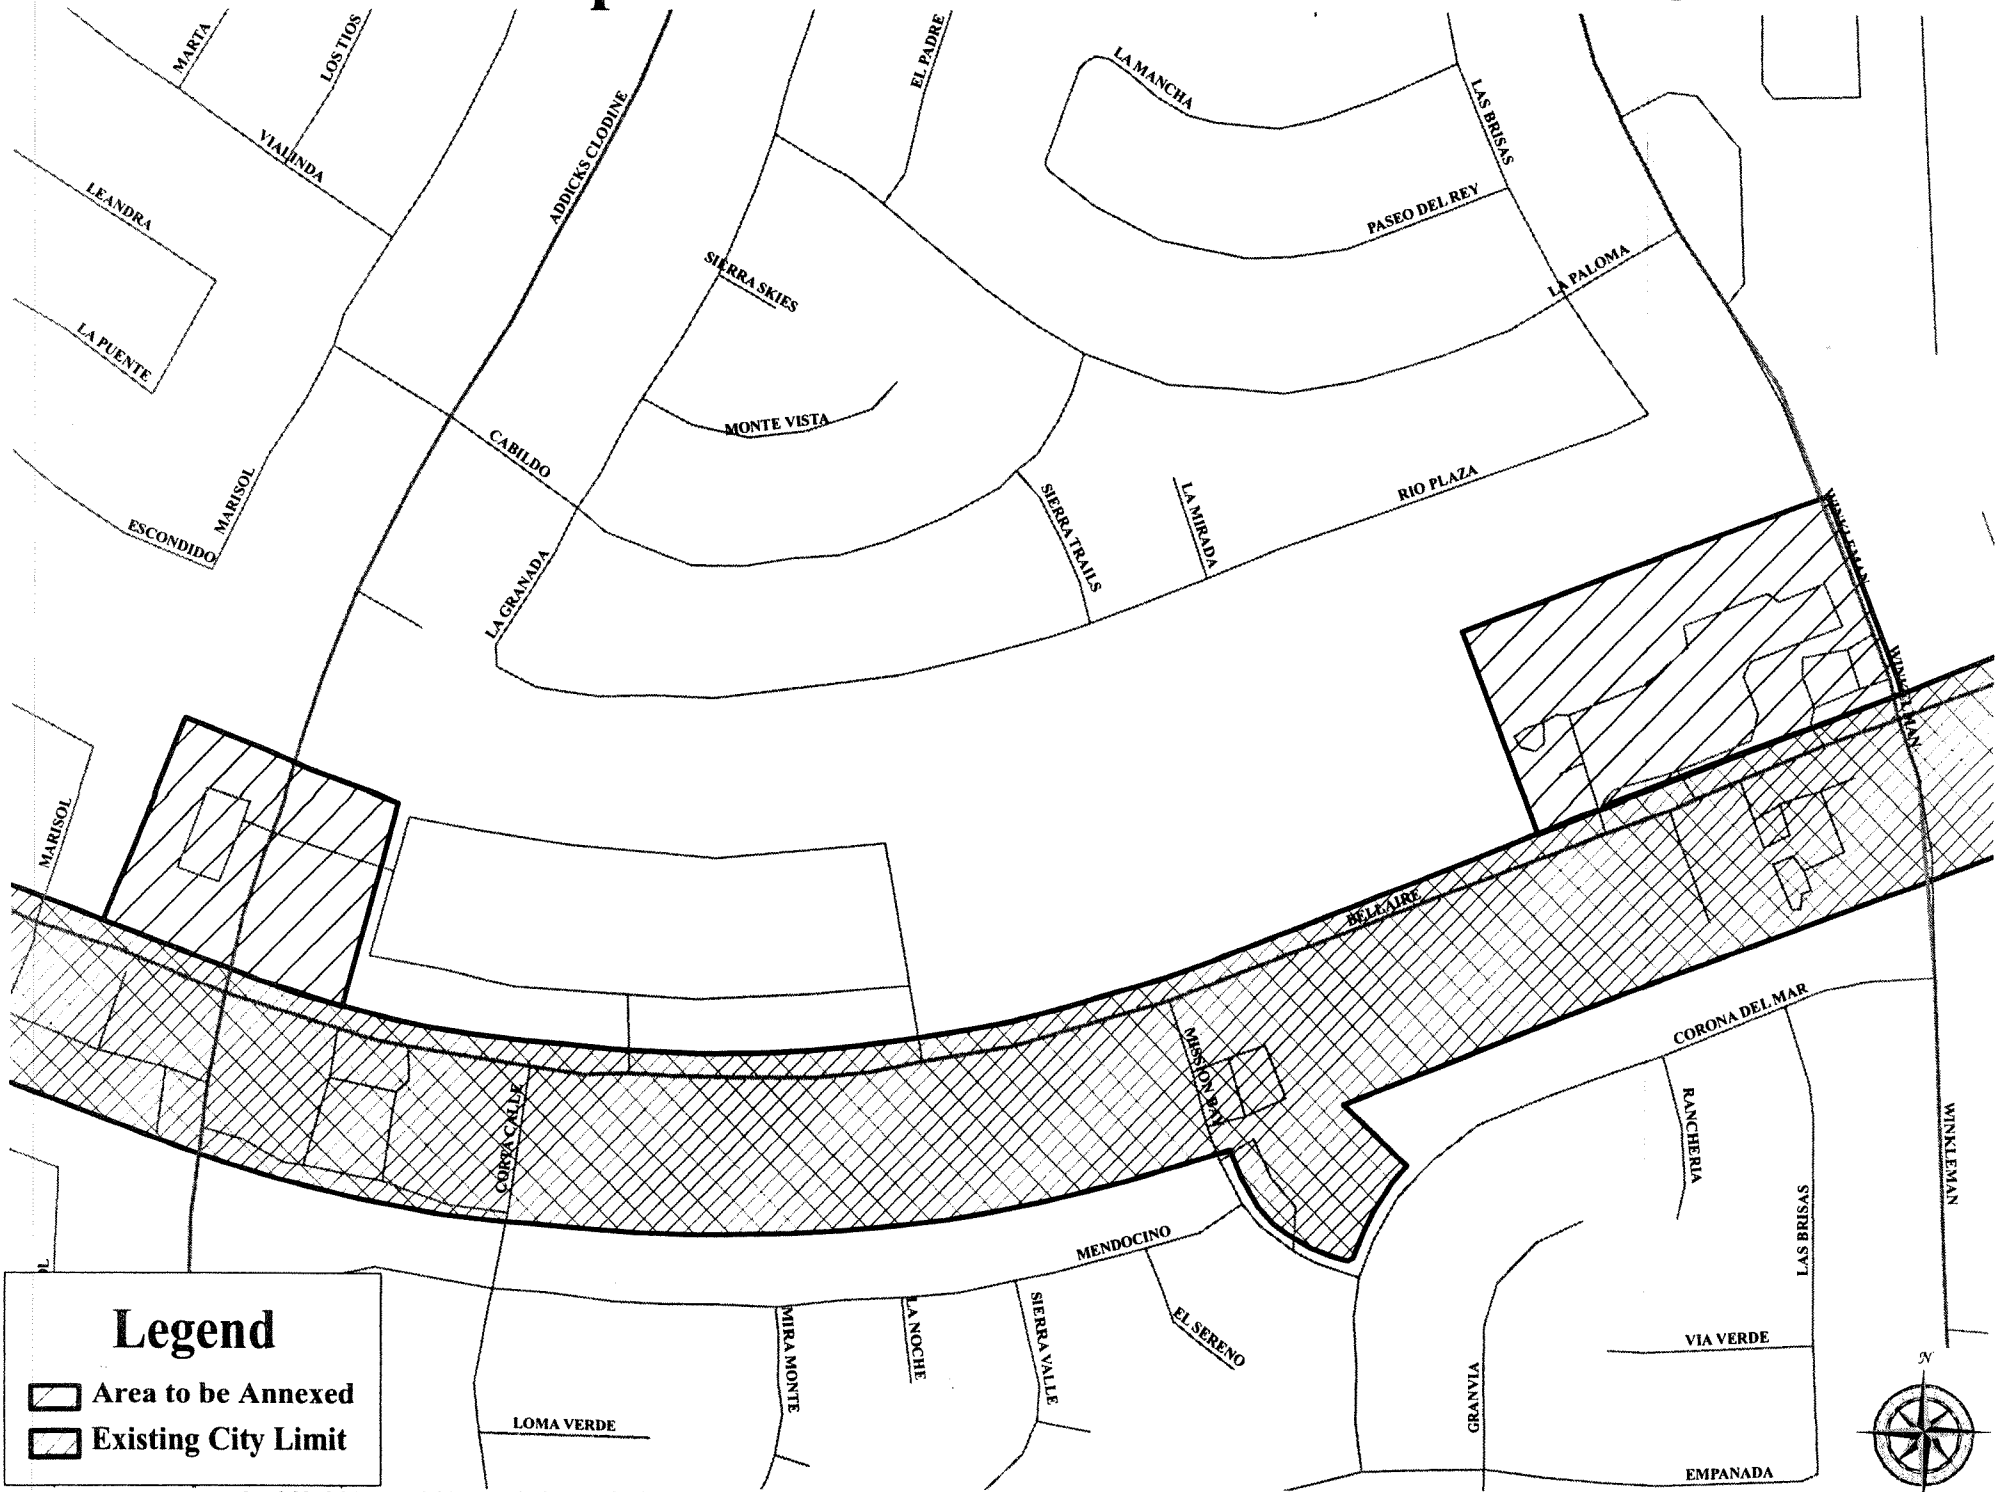 MARTA
LOS TIOS
EL PADRE
LA MANCHA
LAS BRISAS
ADDICKS CLODINE
VIALINDA
LEANDRA
PASEO DEL REY
LA PALOMA
SIERRA SKIES
LA PUENTE
MONTE VISTA
CABILDO
MARISOL
ESCONDIDO
SIERRA TRAILS
LA MIRADA
RIO PLAZA
WINKLEMAN
LA GRANADA
WINKLEMAN
MARISOL
BELLAIRE
CORONA DEL MAR
MISSION BAY
CORTA CALLE
RANCHERIA
WINKLEMAN
LAS BRISAS
MENDOCINO
OL
MIRA MONTE
LA NOCHE
SIERRA VALLE
EL SERENO
VIA VERDE
GRANVIA
LOMA VERDE
EMPANADA
N
Legend
Area to be Annexed
Existing City Limit